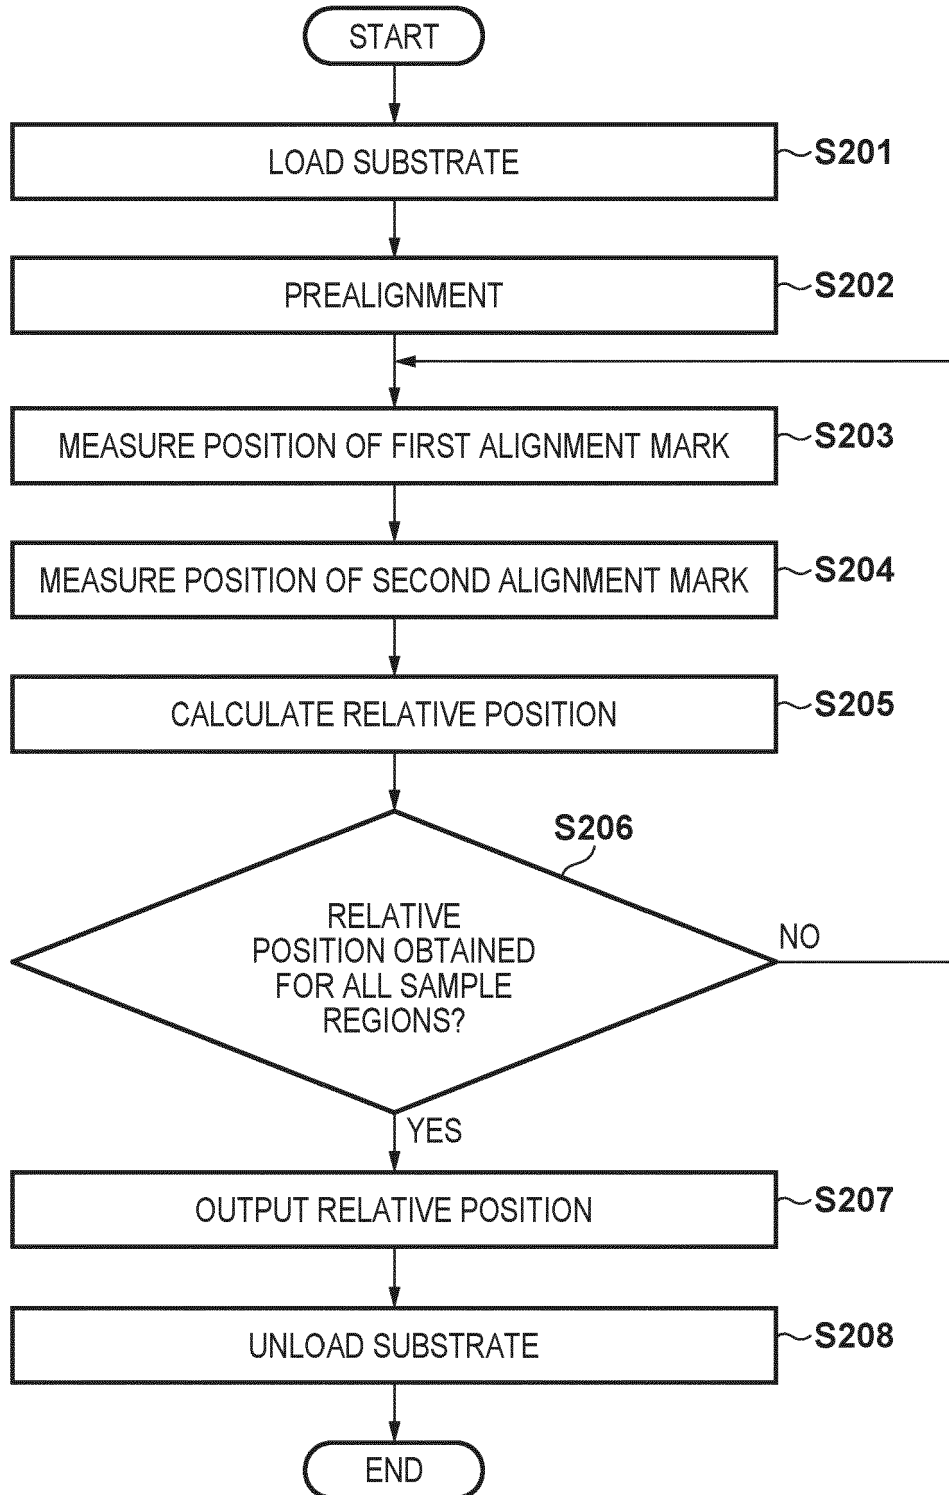 START
LOAD SUBSTRATE
S201
PREALIGNMENT
S202
MEASURE POSITION OF FIRST ALIGNMENT MARK
S203
MEASURE POSITION OF SECOND ALIGNMENT MARK
S204
CALCULATE RELATIVE POSITION
S205
S206
RELATIVE
POSITION OBTAINED
FOR ALL SAMPLE
REGIONS?
NO
YES
OUTPUT RELATIVE POSITION
S207
UNLOAD SUBSTRATE
S208
END